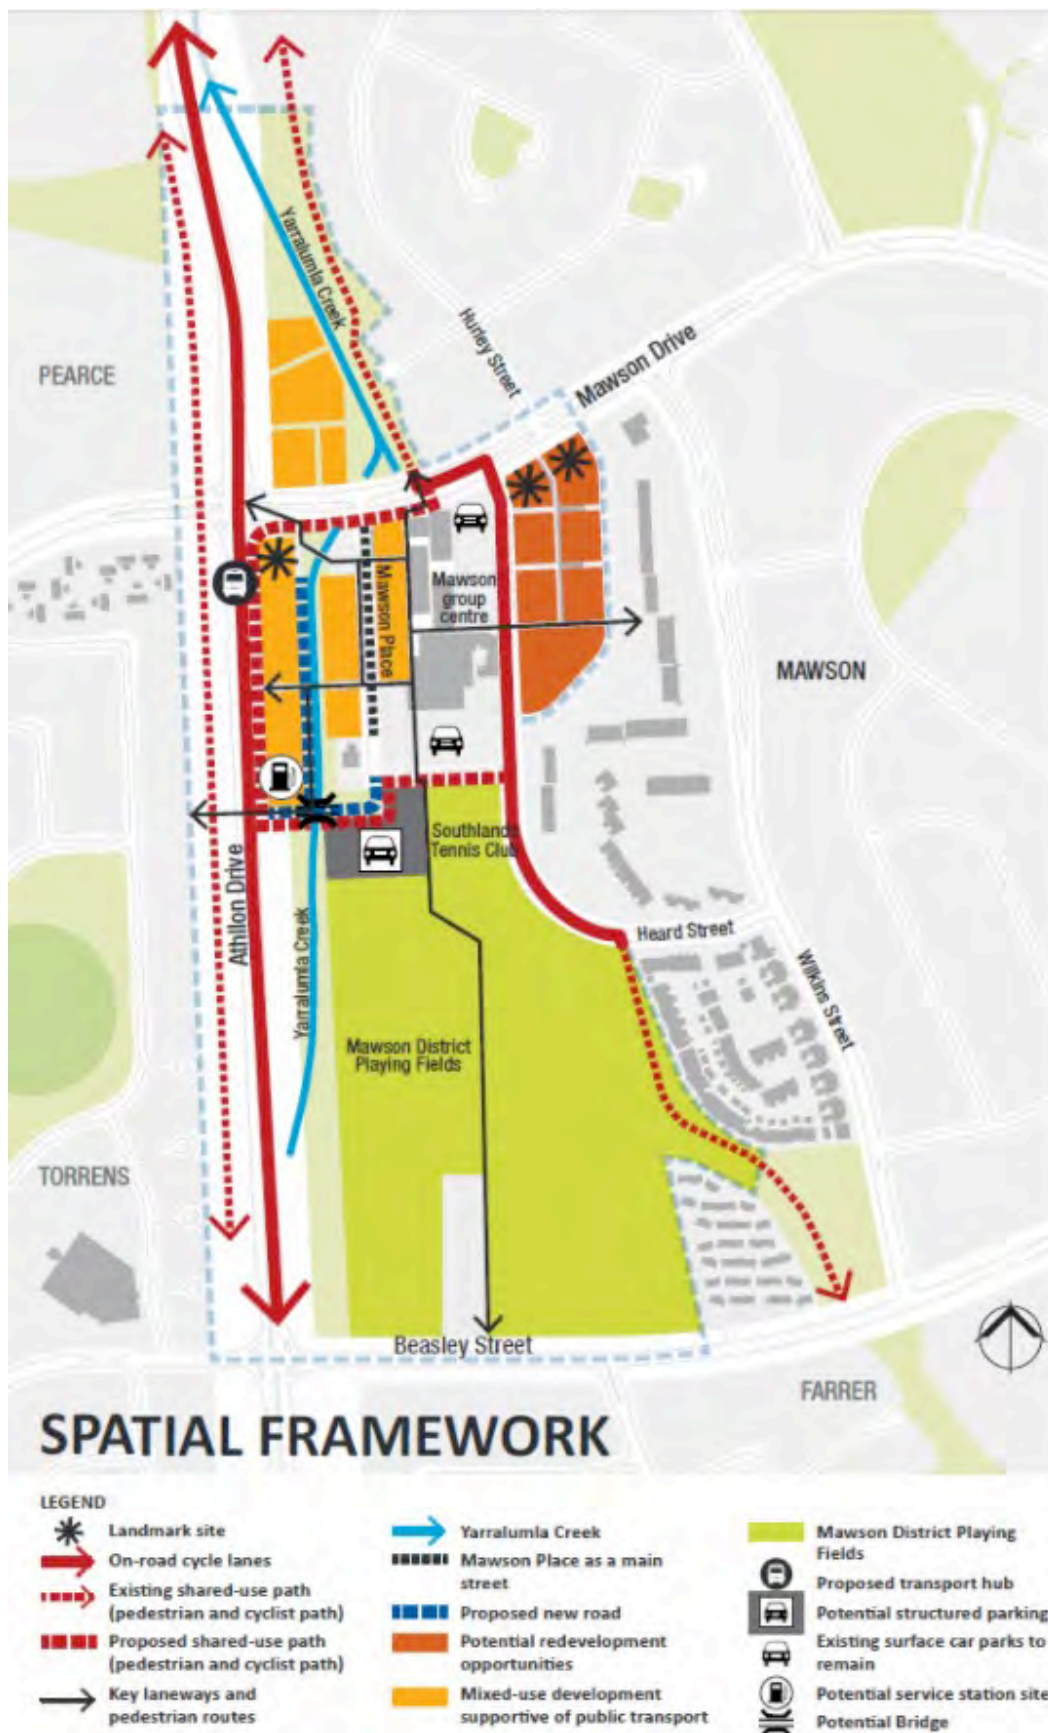 Yarralumla Creek
Hurley Street
Mawson Drive
PEARCE
Mawson Place
Mawson
group
centre
MAWSON
Southlands
Tennis Club
Athllon Drive
Yarralumla Creek
Heard Street
Wilkins Street
Mawson District
Playing Fields
TORRENS
Beasley Street
FARRER
SPATIAL FRAMEWORK
LEGEND
Landmark site
On-road cycle lanes
Existing shared-use path
(pedestrian and cyclist path)
Proposed shared-use path
(pedestrian and cyclist path)
Key laneways and
pedestrian routes
Yarralumla Creek
Mawson Place as a main
street
Proposed new road
Potential redevelopment
opportunities
Mixed-use development
supportive of public transport
Mawson District Playing
Fields
Proposed transport hub
Potential structured parking
Existing surface car parks to
remain
Potential service station site
Potential Bridge